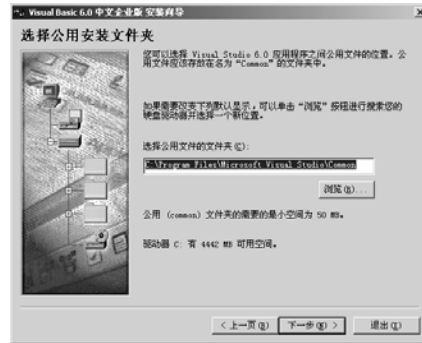 Visual Basic 6.0 中文企业版 安装向导
选择公用安装文件夹
您可以选择 Visual Studio 6.0 应用程序之间公用文件的位置。公
用文件应该存放在名为“Common”的文件夹中。
如果需要改变下列默认显示,可以单击“浏览”按钮进行搜索您的
硬盘驱动器并选择一个新位置。
选择公用文件的文件夹(C):
C:\Program Files\Microsoft Visual Studio\Common
浏览(B)...
公用 (common) 文件夹的需要的最小空间为 50 MB。
驱动器 C: 有 4442 MB 可用空间。
< 上一页(B)
下一步(N) >
退出(X)